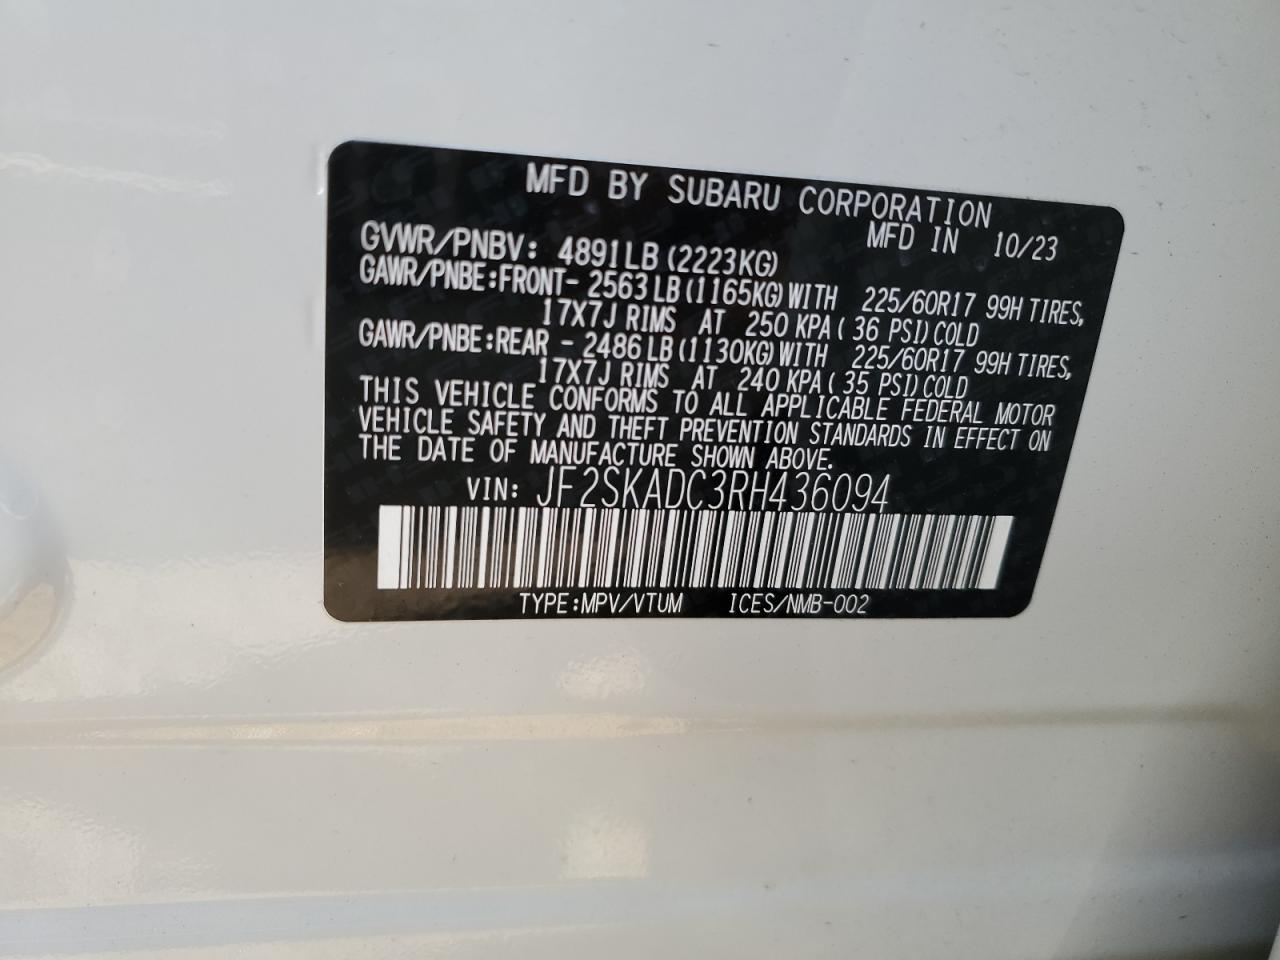 MFD BY SUBARU CORPORATION
MFD IN 10/23
GVWR/PNBV: 4891LB (2223KG)
GAWR/PNBE:FRONT- 2563LB(1165KG)WITH 225/60R17 99H TIRES,
17X7J RIMS AT 250 KPA( 36 PSI)COLD
GAWR/PNBE:REAR - 2486LB(1130KG)WITH 225/60R17 99H TIRES,
17X7J RIMS AT 240 KPA( 35 PSI)COLD
THIS VEHICLE CONFORMS TO ALL APPLICABLE FEDERAL MOTOR
VEHICLE SAFETY AND THEFT PREVENTION STANDARDS IN EFFECT ON
THE DATE OF MANUFACTURE SHOWN ABOVE.
VIN: JF2SKADC3RH436094
TYPE:MPV/VTUM ICES/NMB-002